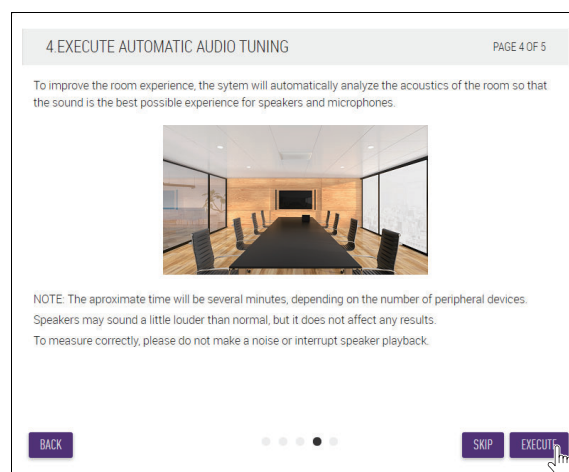 4.EXECUTE AUTOMATIC AUDIO TUNING
PAGE 4 OF 5
To improve the room experience, the sytem will automatically analyze the acoustics of the room so that
the sound is the best possible experience for speakers and microphones.
NOTE: The aproximate time will be several minutes, depending on the number of peripheral devices.
Speakers may sound a little louder than normal, but it does not affect any results.
To measure correctly, please do not make a noise or interrupt speaker playback.
BACK
SKIP
EXECUTE